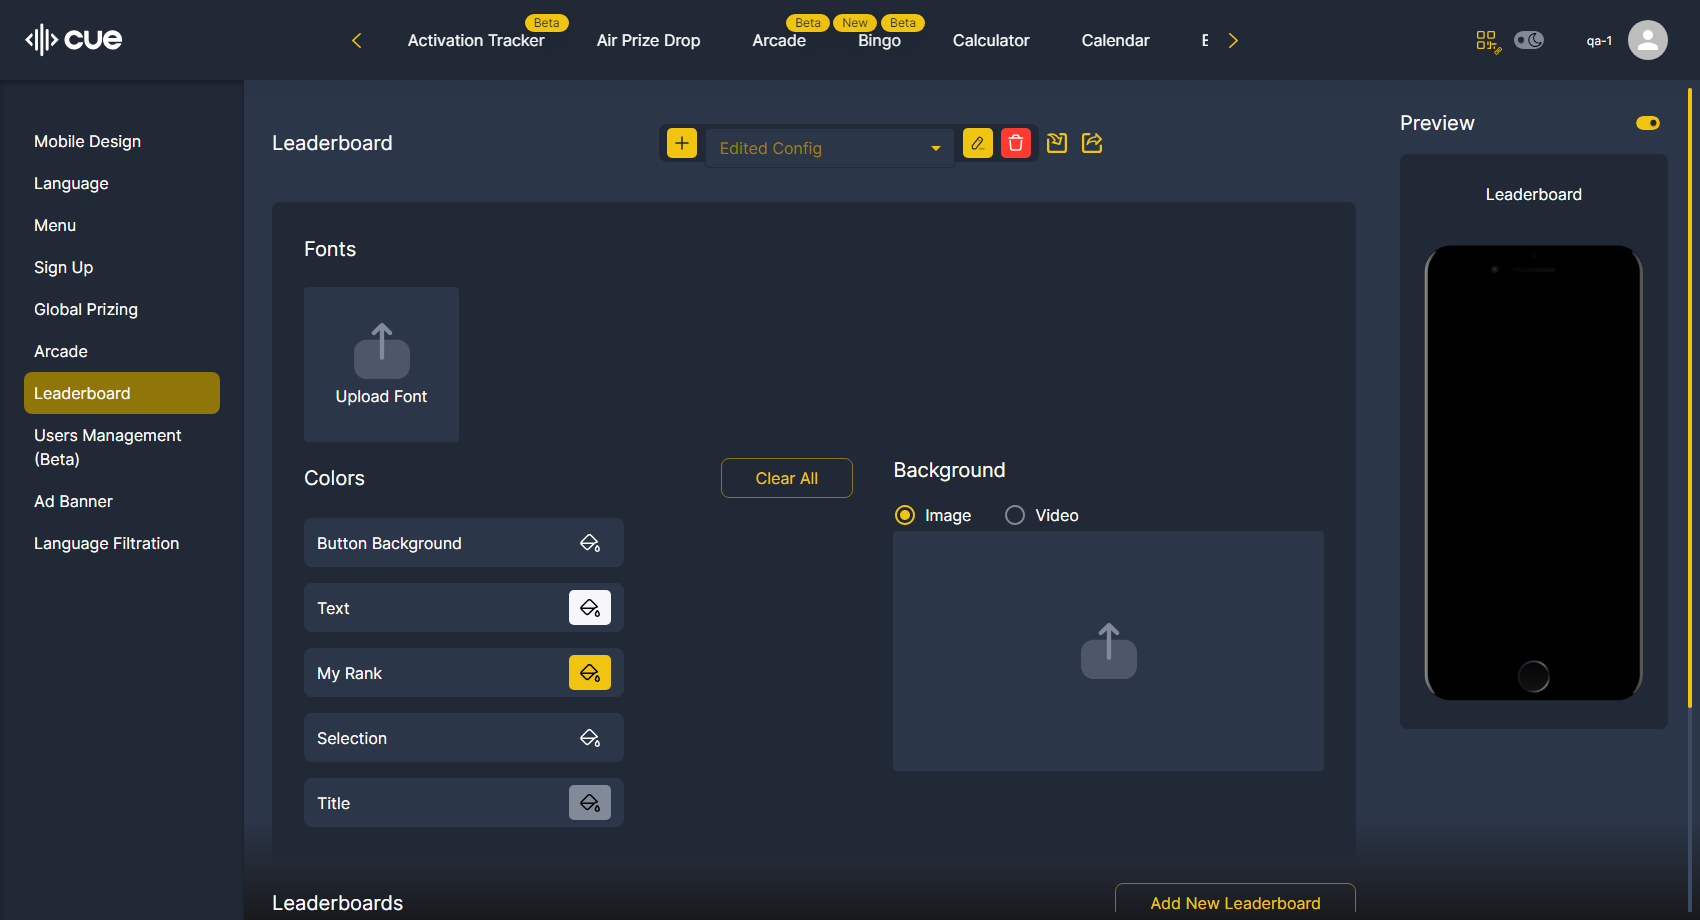 cue
Activation Tracker
Beta
Air Prize Drop
Arcade
Beta
New
Bingo
Beta
Calculator
Calendar
qa-1
Mobile Design
Language
Menu
Sign Up
Global Prizing
Arcade
Leaderboard
Users Management
(Beta)
Ad Banner
Language Filtration
Leaderboard
Edited Config
Fonts
Upload Font
Colors
Clear All
Button Background
Text
My Rank
Selection
Title
Background
Image
Video
Leaderboards
Add New Leaderboard
Preview
Leaderboard